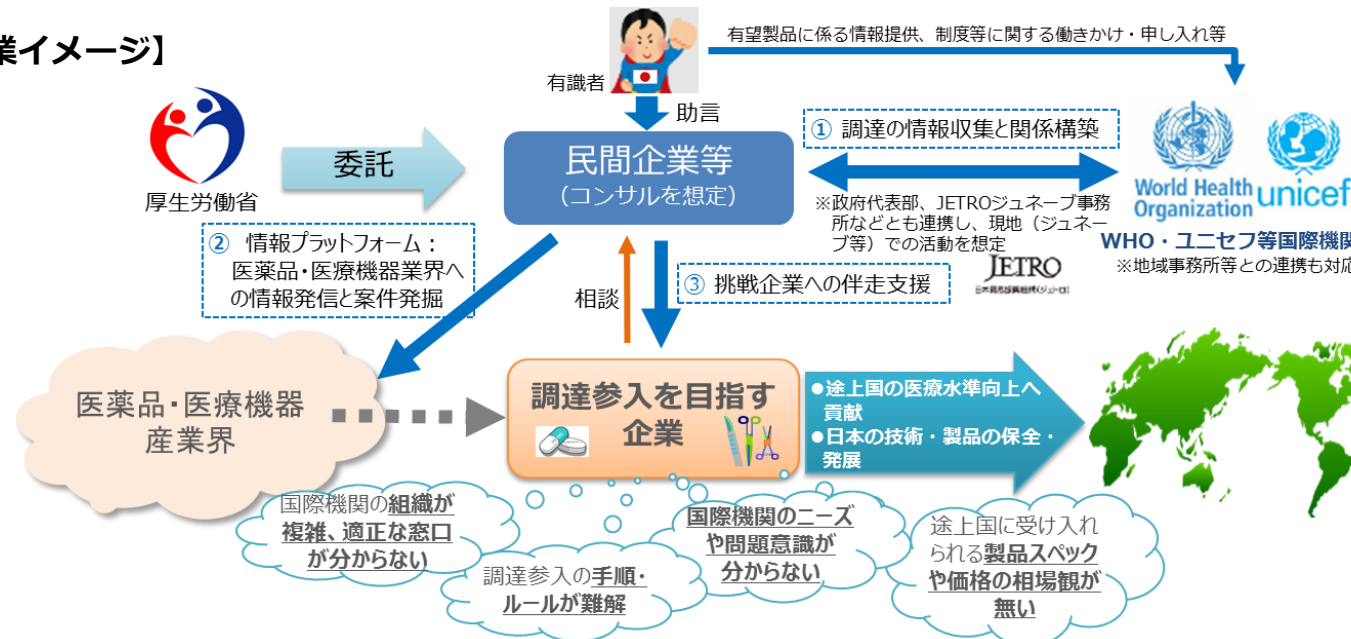 業イメージ】
有望製品に係る情報提供、制度等に関する働きかけ・申し入れ等
有識者
助言
厚生労働省
委託
民間企業等
（コンサルを想定）
① 調達の情報収集と関係構築
※政府代表部、JETROジュネーブ事務
所などとも連携し、現地（ジュネー
ブ等）での活動を想定
JETRO
World Health
Organization
unicef
WHO・ユニセフ等国際機関
※地域事務所等との連携も対応
② 情報プラットフォーム：
医薬品・医療機器業界へ
の情報発信と案件発掘
相談
③ 挑戦企業への伴走支援
医薬品・医療機器
産業界
調達参入を目指す
企業
●途上国の医療水準向上へ
貢献
●日本の技術・製品の保全・
発展
国際機関の組織が
複雑、適正な窓口
が分からない
調達参入の手順・
ルールが難解
国際機関のニーズ
や問題意識が
分からない
途上国に受け入れ
られる製品スペック
や価格の相場観が
無い